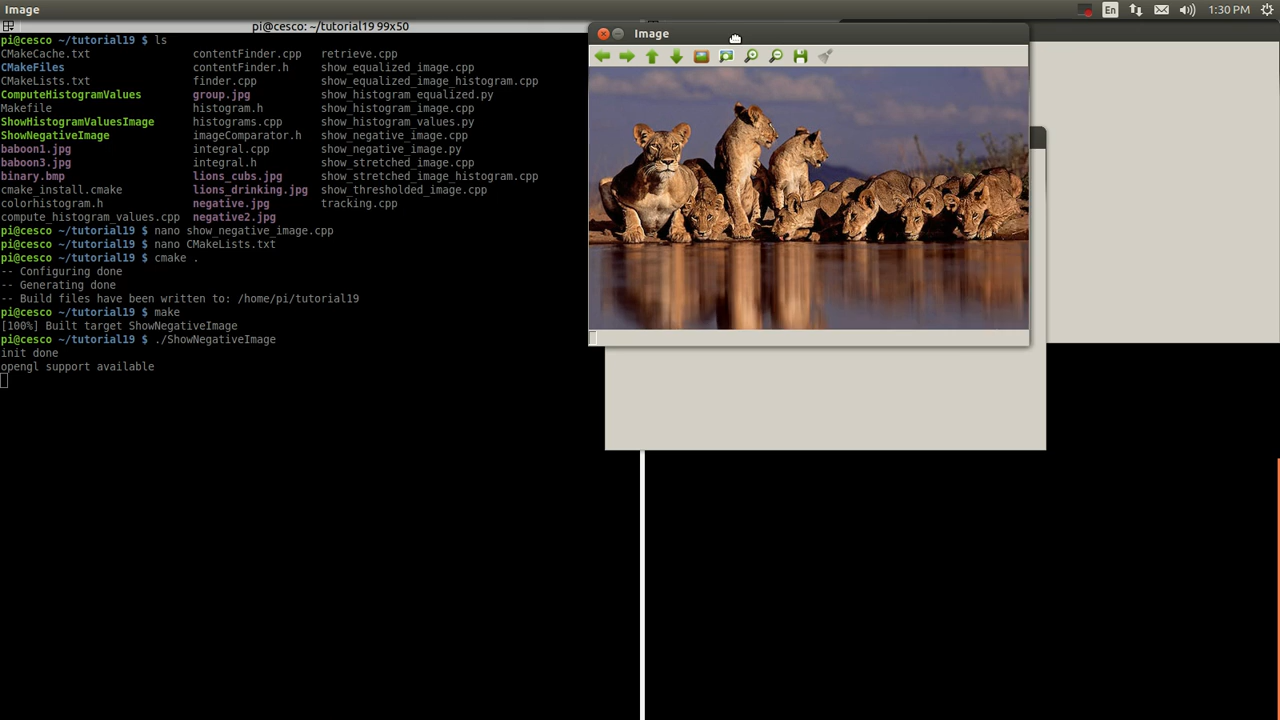 Image
En
1:30 PM
pi@cesco: ~/tutorial19 99x50
pi@cesco ~/tutorial19 $ ls
CMakeCache.txt contentFinder.cpp retrieve.cpp
CMakeFiles contentFinder.h show_equalized_image.cpp
CMakeLists.txt finder.cpp show_equalized_image_histogram.cpp
ComputeHistogramValues group.jpg show_histogram_equalized.py
Makefile histogram.h show_histogram_image.cpp
ShowHistogramValuesImage histograms.cpp show_histogram_values.py
ShowNegativeImage imageComparator.h show_negative_image.cpp
baboon1.jpg integral.cpp show_negative_image.py
baboon3.jpg integral.h show_stretched_image.cpp
binary.bmp lions_cubs.jpg show_stretched_image_histogram.cpp
cmake_install.cmake lions_drinking.jpg show_thresholded_image.cpp
colorhistogram.h negative.jpg tracking.cpp
compute_histogram_values.cpp negative2.jpg
pi@cesco ~/tutorial19 $ nano show_negative_image.cpp
pi@cesco ~/tutorial19 $ nano CMakeLists.txt
pi@cesco ~/tutorial19 $ cmake .
-- Configuring done
-- Generating done
-- Build files have been written to: /home/pi/tutorial19
pi@cesco ~/tutorial19 $ make
[100%] Built target ShowNegativeImage
pi@cesco ~/tutorial19 $ ./ShowNegativeImage
init done
opengl support available
Image